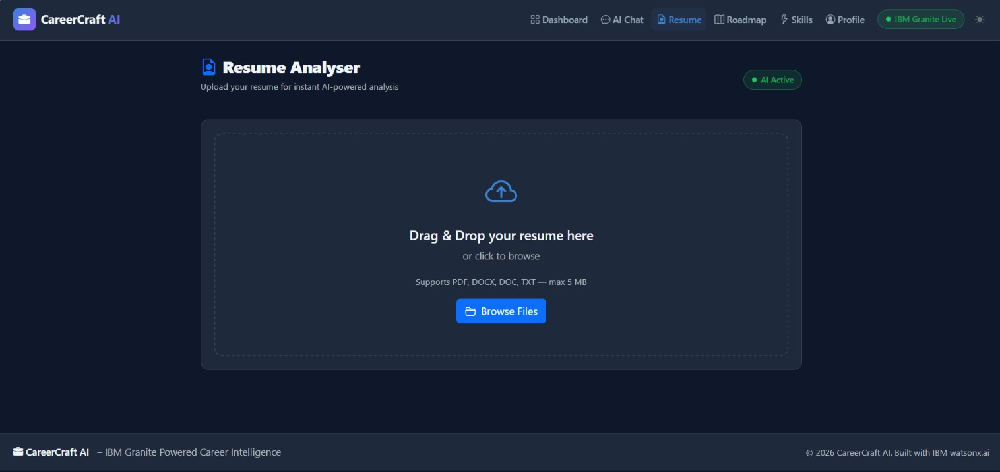 CareerCraft AI
Dashboard
AI Chat
Resume
Roadmap
Skills
Profile
IBM Granite Live
Resume Analyser
Upload your resume for instant AI-powered analysis
AI Active
Drag & Drop your resume here
or click to browse
Supports PDF, DOCX, DOC, TXT — max 5 MB
Browse Files
CareerCraft AI – IBM Granite Powered Career Intelligence
© 2026 CareerCraft AI. Built with IBM watsonx.ai